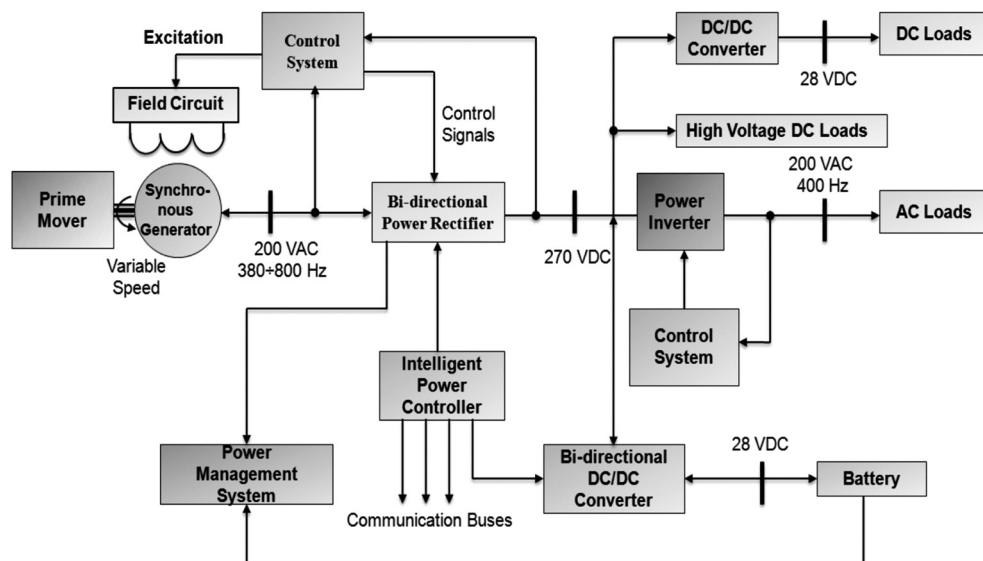 Excitation
Control
System
DC/DC
Converter
28 VDC
DC Loads
Field Circuit
Control
Signals
High Voltage DC Loads
Prime
Mover
Synchro-
nous
Generator
Variable
Speed
200 VAC
380÷800 Hz
Bi-directional
Power Rectifier
270 VDC
Power
Inverter
200 VAC
400 Hz
AC Loads
Control
System
Intelligent
Power
Controller
Communication Buses
Power
Management
System
Bi-directional
DC/DC
Converter
28 VDC
Battery